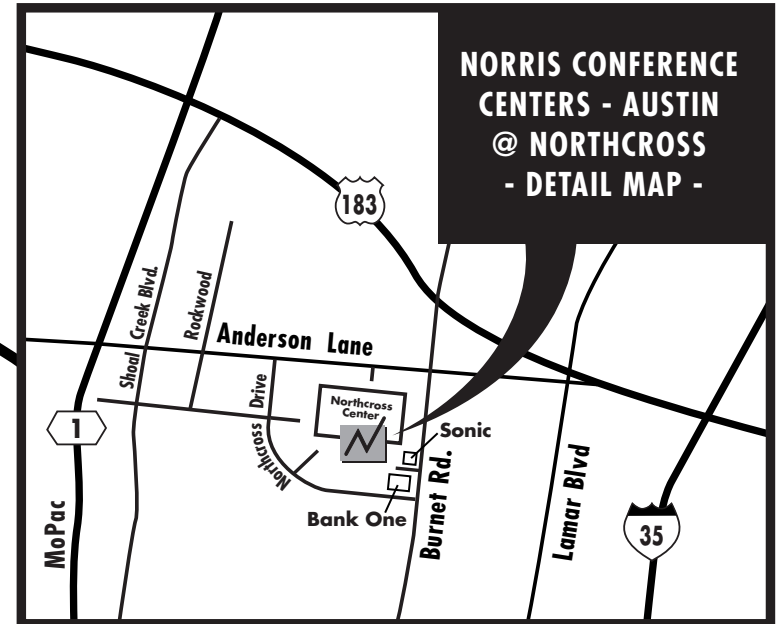 NORRIS CONFERENCE
CENTERS - AUSTIN
@ NORTHCROSS
- DETAIL MAP -
183
Shoal Creek Blvd.
Rockwood
Anderson Lane
Northcross Drive
Northcross
Center
1
Sonic
Bank One
MoPac
Burnet Rd.
Lamar Blvd
35